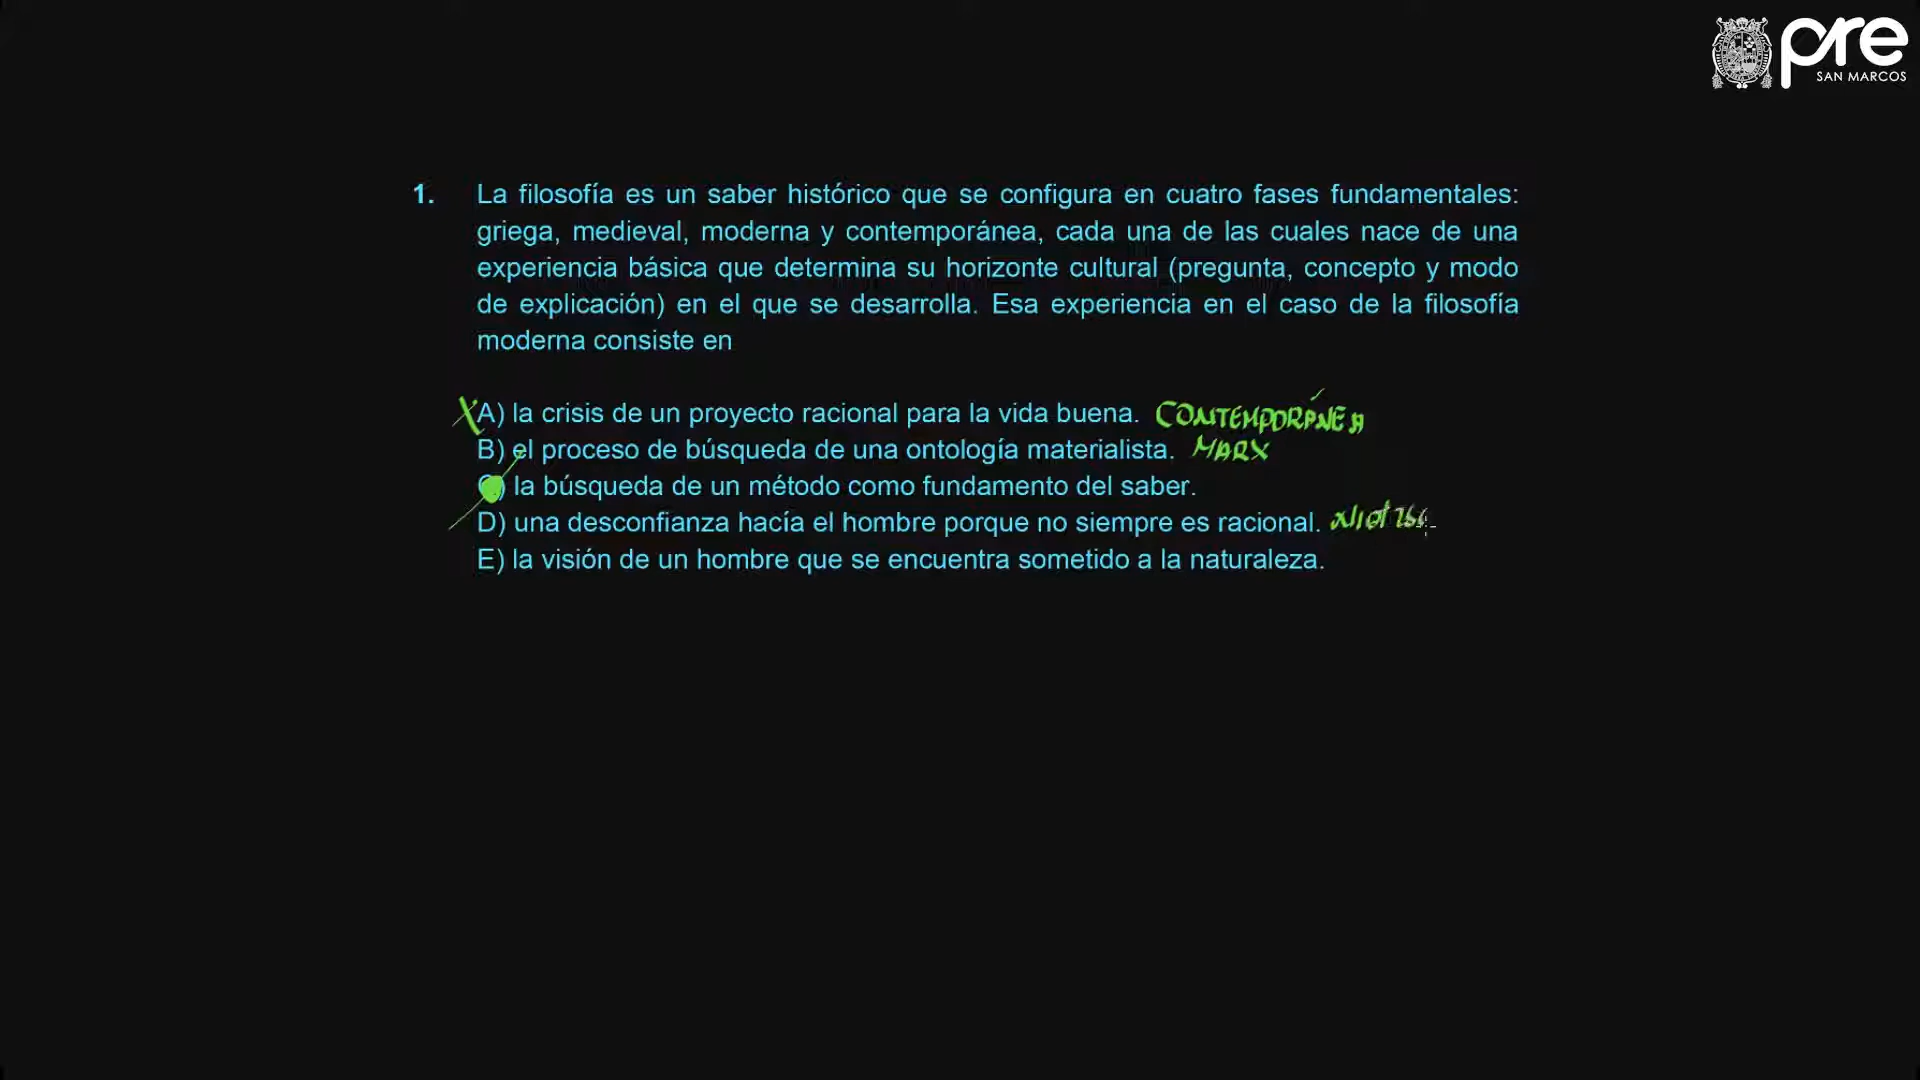 pre
SAN MARCOS
1. La filosofía es un saber histórico que se configura en cuatro fases fundamentales:
griega, medieval, moderna y contemporánea, cada una de las cuales nace de una
experiencia básica que determina su horizonte cultural (pregunta, concepto y modo
de explicación) en el que se desarrolla. Esa experiencia en el caso de la filosofía
moderna consiste en
A) la crisis de un proyecto racional para la vida buena. CONTEMPORÁNEA
B) el proceso de búsqueda de una ontología materialista. MARX
C) la búsqueda de un método como fundamento del saber.
D) una desconfianza hacía el hombre porque no siempre es racional.
E) la visión de un hombre que se encuentra sometido a la naturaleza.